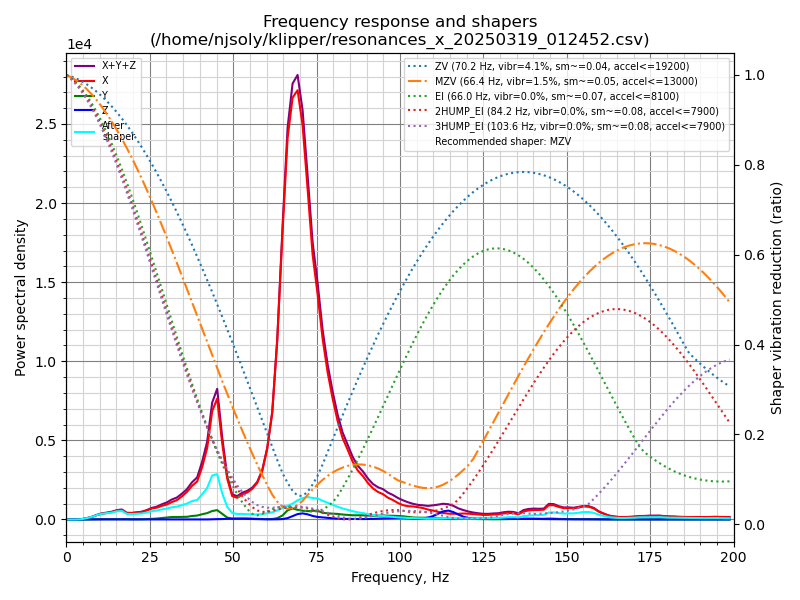 Frequency response and shapers
(/home/njsoly/klipper/resonances_x_20250319_012452.csv)
1e4
X+Y+Z
X
Y
Z
After
shaper
ZV (70.2 Hz, vibr=4.1%, sm~=0.04, accel<=19200)
MZV (66.4 Hz, vibr=1.5%, sm~=0.05, accel<=13000)
EI (66.0 Hz, vibr=0.0%, sm~=0.07, accel<=8100)
2HUMP_EI (84.2 Hz, vibr=0.0%, sm~=0.08, accel<=7900)
3HUMP_EI (103.6 Hz, vibr=0.0%, sm~=0.08, accel<=7900)
Recommended shaper: MZV
Power spectral density
2.5
2.0
1.5
1.0
0.5
0.0
1.0
0.8
0.6
0.4
0.2
0.0
Shaper vibration reduction (ratio)
0 25 50 75 100 125 150 175 200
Frequency, Hz